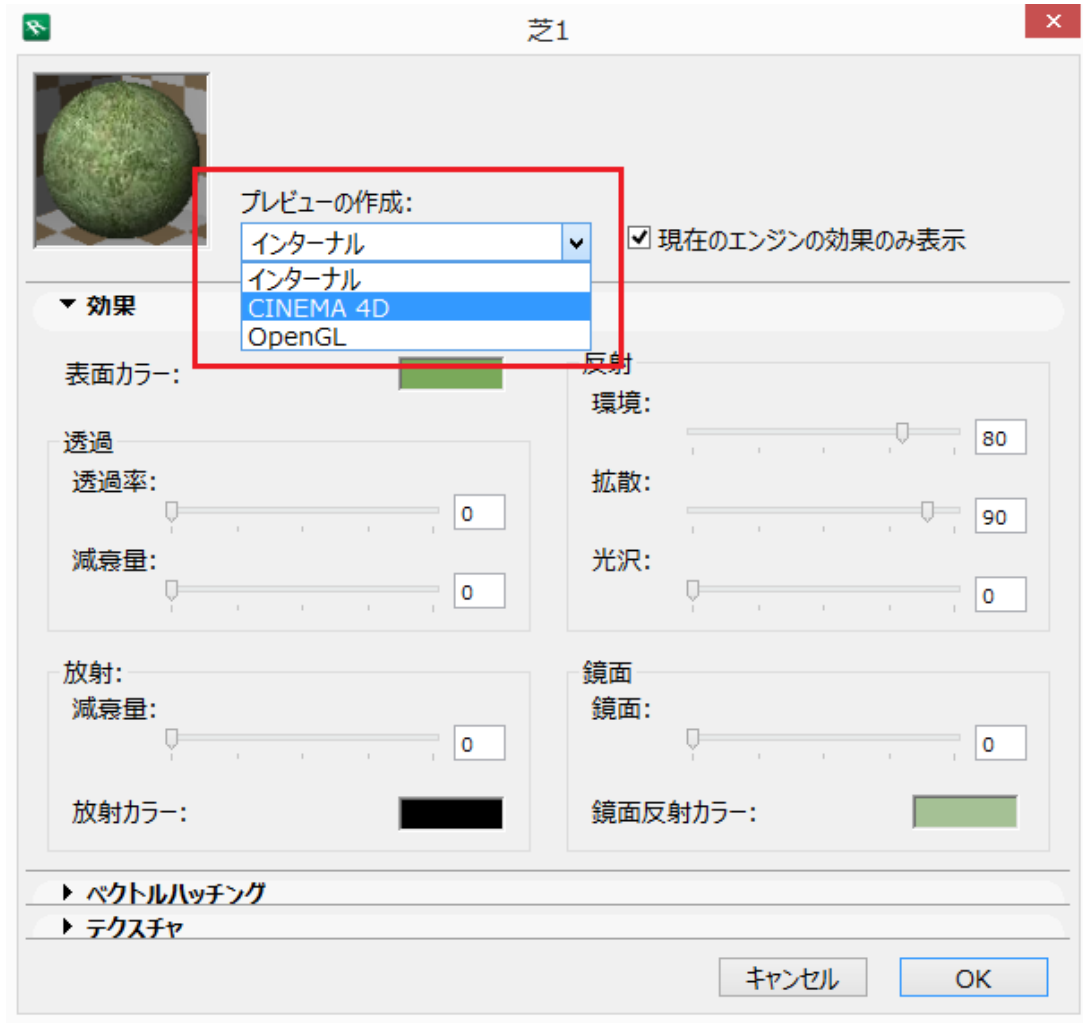 芝1
プレビューの作成:
インターナル
現在のエンジンの効果のみ表示
インターナル
CINEMA 4D
OpenGL
効果
表面カラー:
透過
透過率:
0
減衰量:
0
反射
環境:
80
拡散:
90
光沢:
0
放射:
減衰量:
0
放射カラー:
鏡面
鏡面:
0
鏡面反射カラー:
ベクトルハッチング
テクスチャ
キャンセル
OK